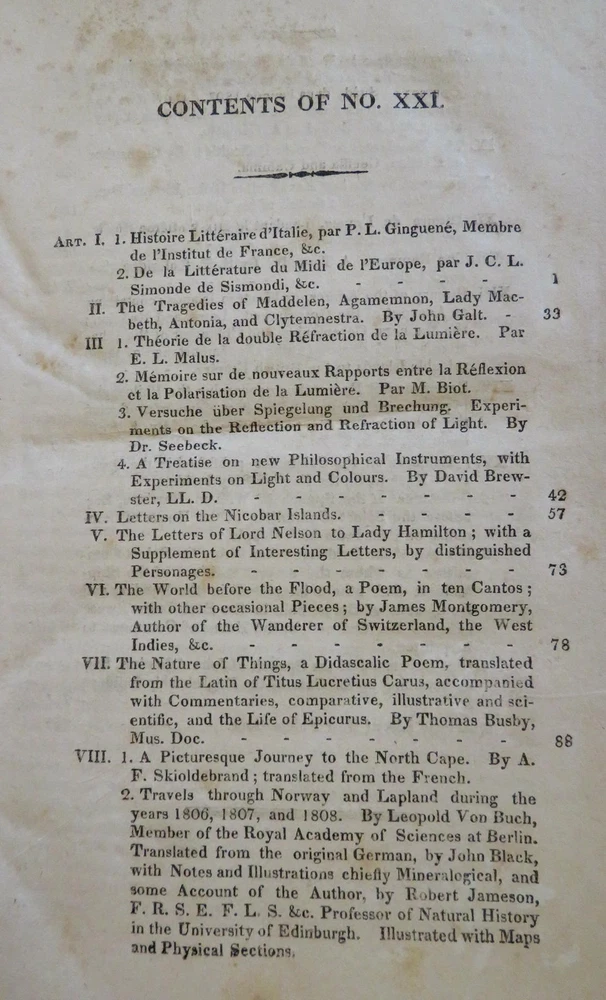 CONTENTS OF NO. XXI.
ART. I. 1. Histoire Littéraire d'Italie, par P. L. Ginguené, Membre
de l'Institut de France, &c.
2. De la Littérature du Midi de l'Europe, par J. C. L.
Simonde de Sismondi, &c. - - - - - 1
II. The Tragedies of Maddelen, Agamemnon, Lady Mac-
beth, Antonia, and Clytemnestra. By John Galt. - 33
III 1. Théorie de la double Réfraction de la Lumière. Par
E. L. Malus.
2. Mémoire sur de nouveaux Rapports entre la Réflexion
et la Polarisation de la Lumière. Par M. Biot.
3. Versuche über Spiegelung und Brechung. Experi-
ments on the Reflection and Refraction of Light. By
Dr. Seebeck.
4. A Treatise on new Philosophical Instruments, with
Experiments on Light and Colours. By David Brew-
ster, LL. D. - - - - - - - 42
IV. Letters on the Nicobar Islands. - - - - 57
V. The Letters of Lord Nelson to Lady Hamilton; with a
Supplement of Interesting Letters, by distinguished
Personages. - - - - - - - 73
VI. The World before the Flood, a Poem, in ten Cantos;
with other occasional Pieces; by James Montgomery,
Author of the Wanderer of Switzerland, the West
Indies, &c. - - - - - - - 78
VII. The Nature of Things, a Didascalic Poem, translated
from the Latin of Titus Lucretius Carus, accompanied
with Commentaries, comparative, illustrative and sci-
entific, and the Life of Epicurus. By Thomas Busby,
Mus. Doc. - - - - - - - - 88
VIII. 1. A Picturesque Journey to the North Cape. By A.
F. Skioldebrand; translated from the French.
2. Travels through Norway and Lapland during the
years 1806, 1807, and 1808. By Leopold Von Buch,
Member of the Royal Academy of Sciences at Berlin.
Translated from the original German, by John Black,
with Notes and Illustrations chiefly Mineralogical, and
some Account of the Author, by Robert Jameson,
F. R. S. E. F. L. S. &c. Professor of Natural History
in the University of Edinburgh. Illustrated with Maps
and Physical Sections.